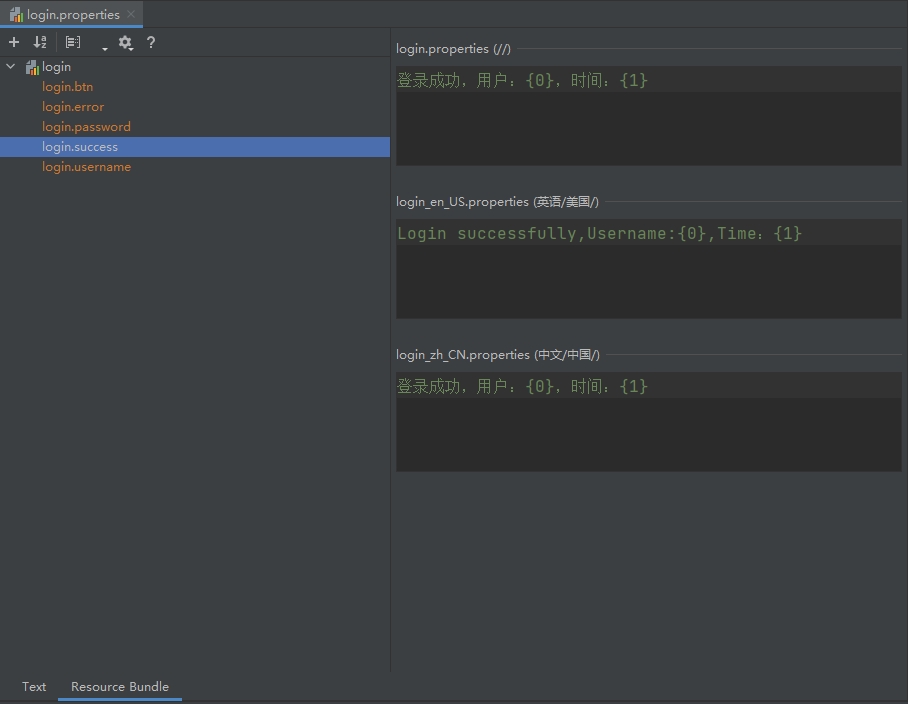 login.properties
?
login
login.btn
login.error
login.password
login.success
login.username
login.properties (//)
登录成功，用户：{0}，时间：{1}
login_en_US.properties (英语/美国/)
Login successfully,Username:{0},Time：{1}
login_zh_CN.properties (中文/中国/)
登录成功，用户：{0}，时间：{1}
Text Resource Bundle